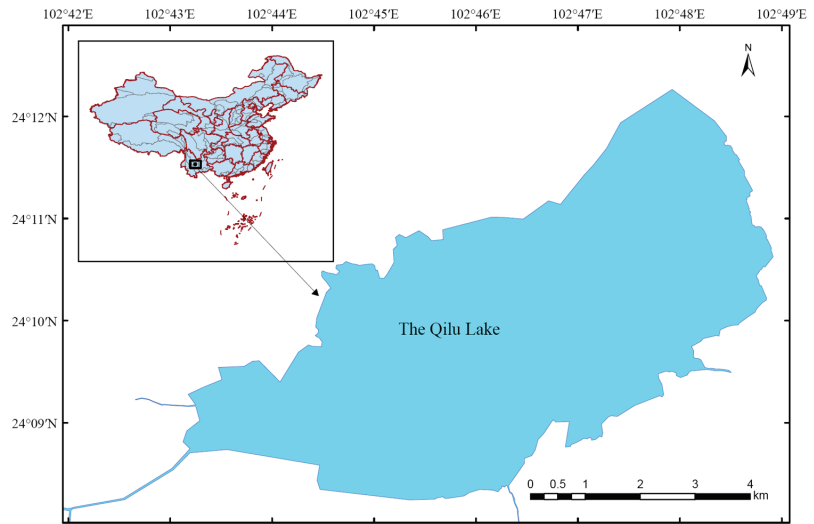 102°42′E 102°43′E 102°44′E 102°45′E 102°46′E 102°47′E 102°48′E 102°49′E
N
24°12′N
24°11′N
24°10′N
The Qilu Lake
24°09′N
0 0.5 1 2 3 4
km